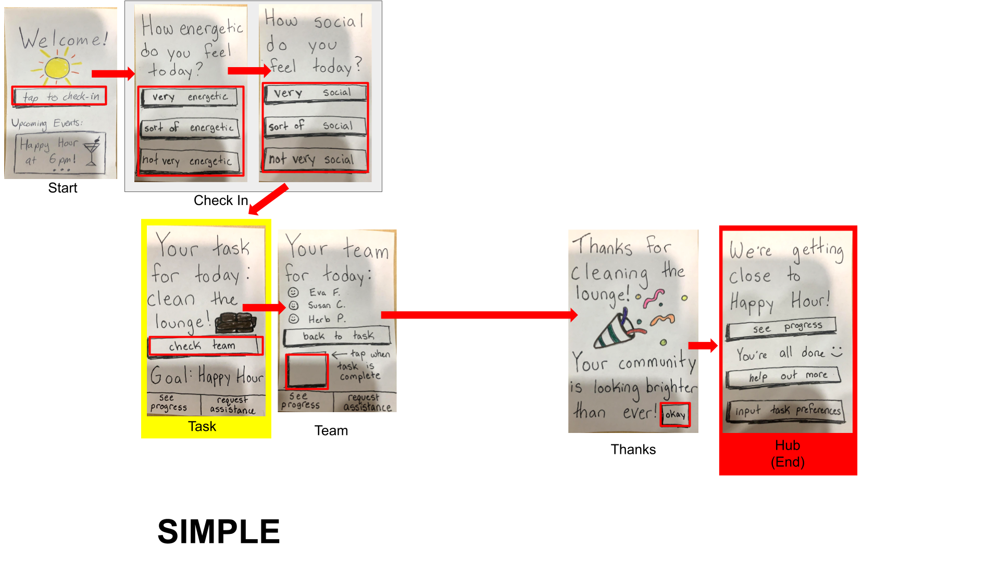 Welcome!
tap to check-in
Upcoming Events:
Happy Hour
at 6pm!
Start
How energetic
do you feel
today?
very energetic
sort of energetic
not very energetic
How social
do you
feel today?
very social
sort of social
not very social
Check In
Your task
for today:
clean the
lounge!
check team
Goal: Happy Hour
see
progress
request
assistance
Task
Your team
for today:
Eva F.
Susan C.
Herb P.
back to task
← tap when
task is
complete
see
progress
request
assistance
Team
Thanks for
cleaning the
lounge!
Your community
is looking brighter
than ever!
okay
Thanks
We're getting
close to
Happy Hour!
see progress
You're all done
help out more
input task preferences
Hub
(End)
SIMPLE